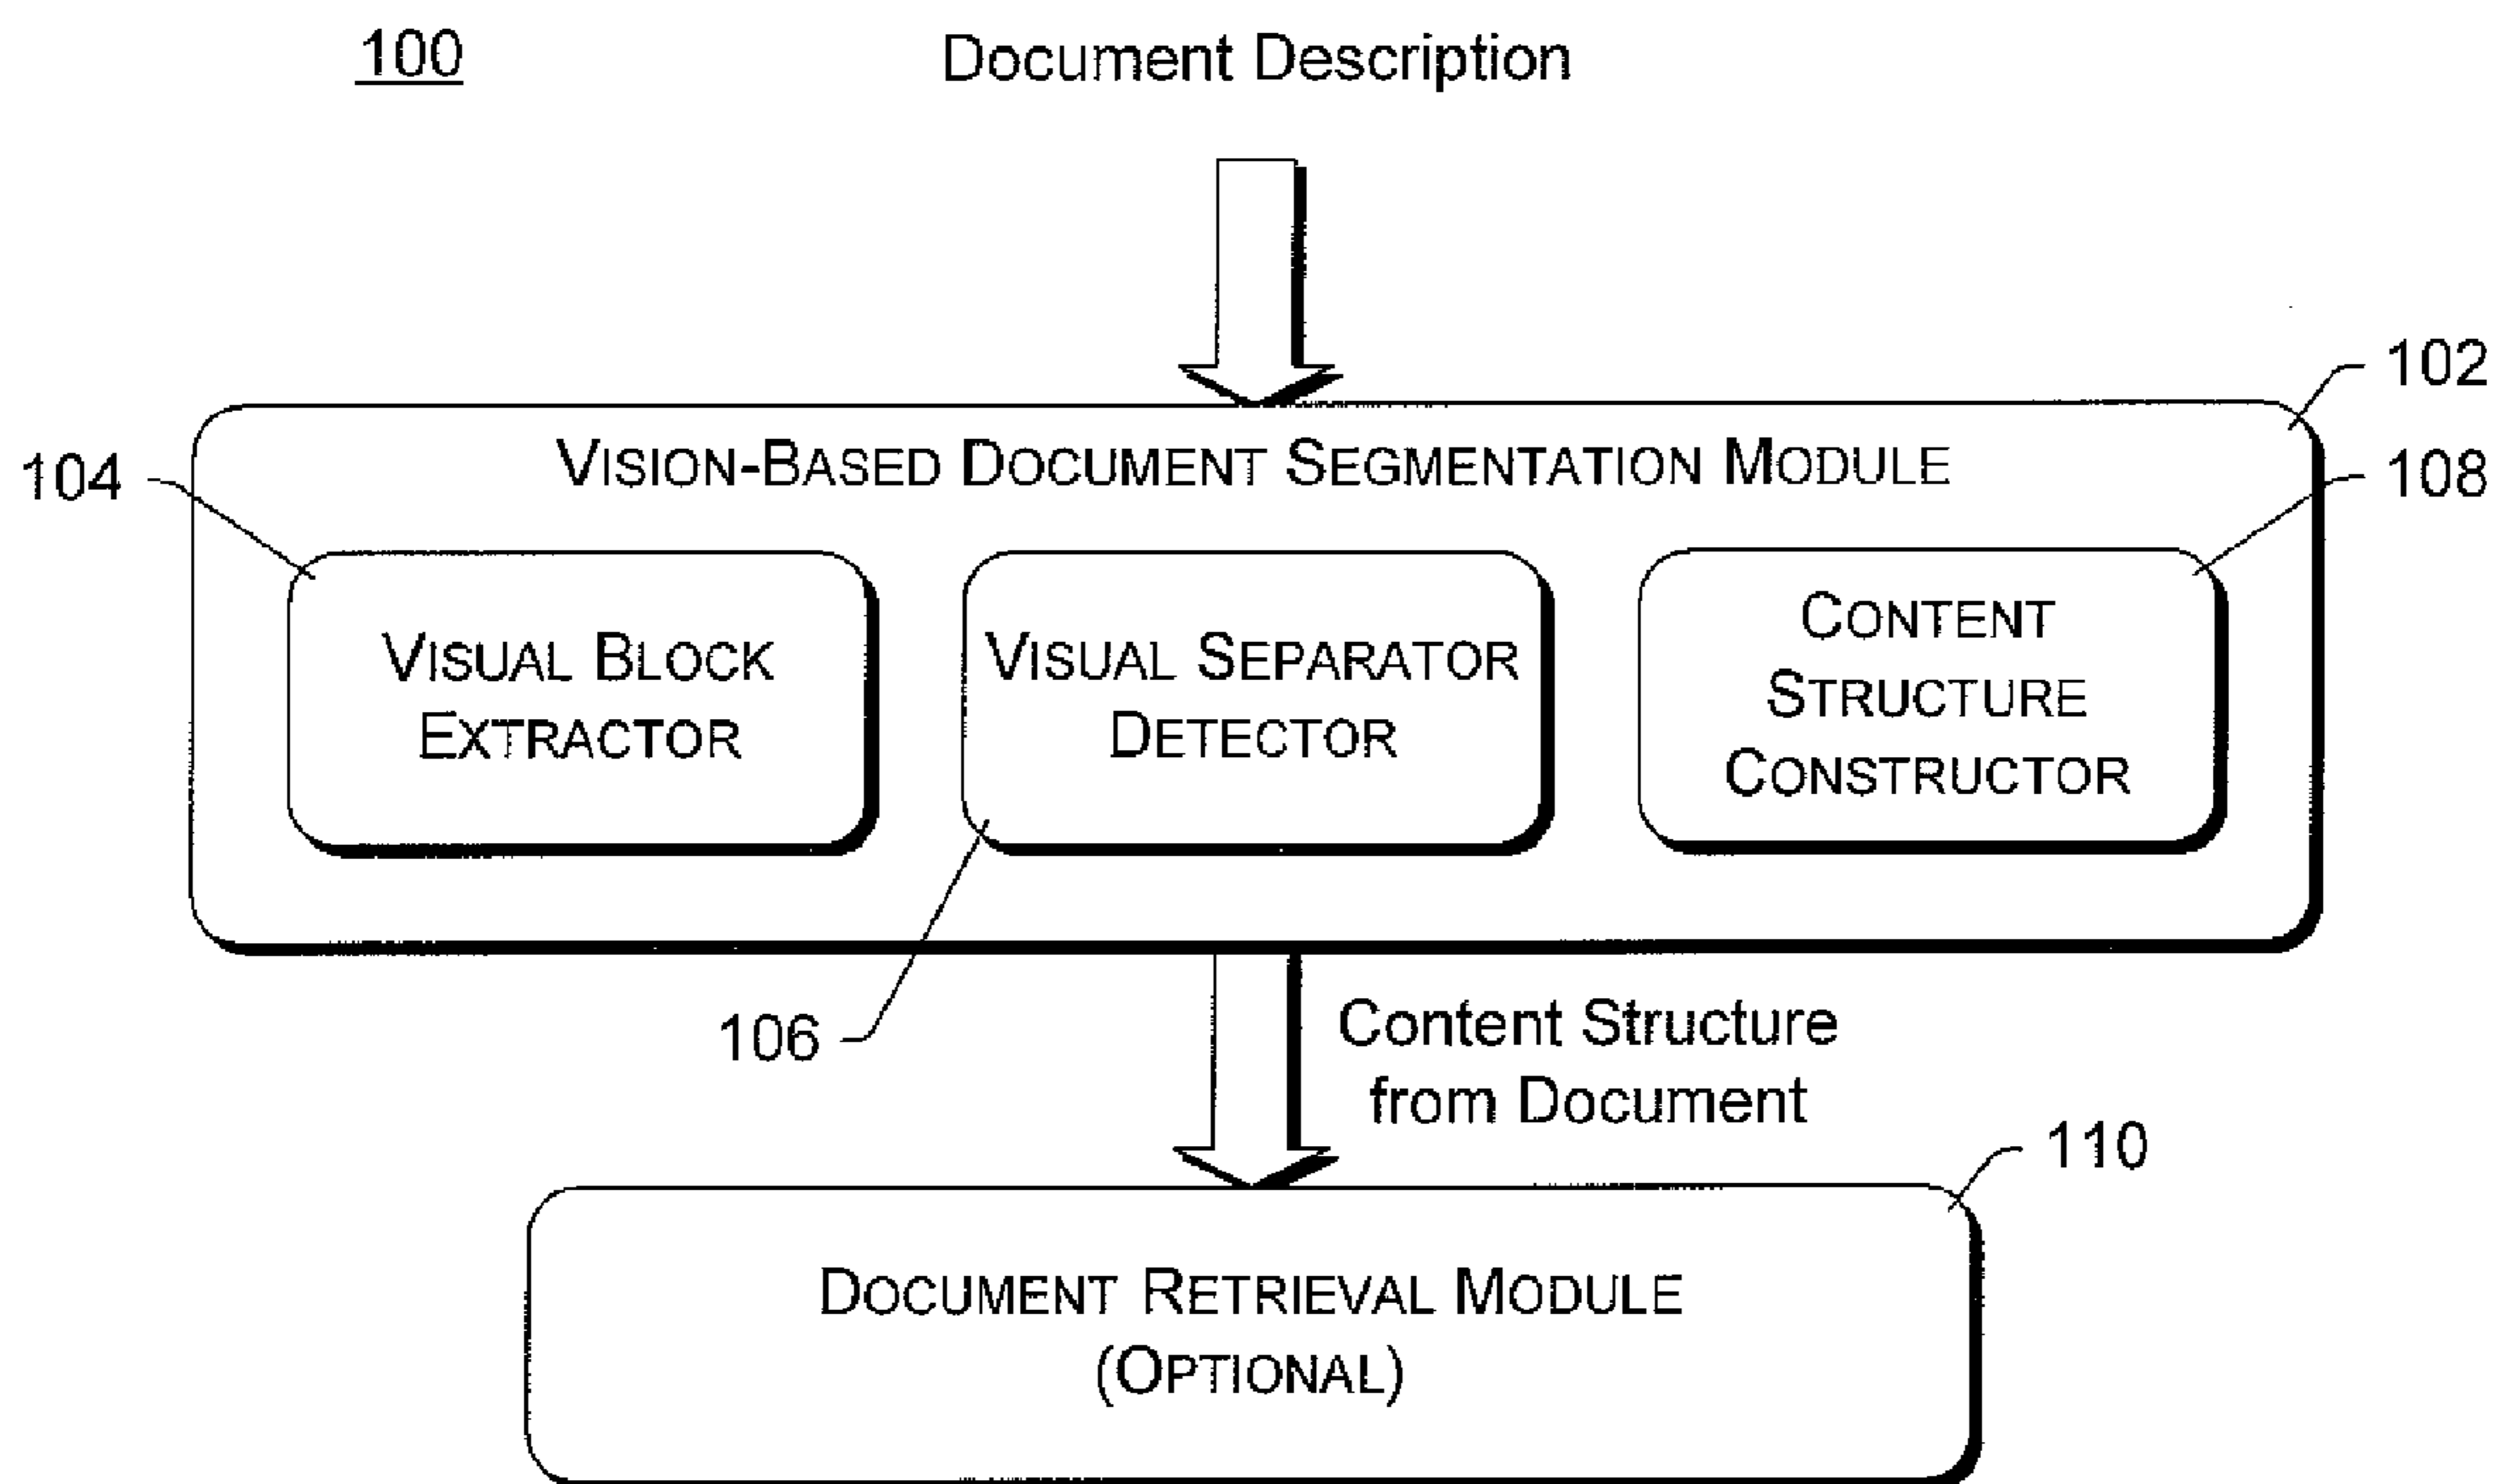 100
Document Description
102
104
VISION-BASED DOCUMENT SEGMENTATION MODULE
108
VISUAL BLOCK
EXTRACTOR
VISUAL SEPARATOR
DETECTOR
CONTENT
STRUCTURE
CONSTRUCTOR
106
Content Structure
from Document
110
DOCUMENT RETRIEVAL MODULE
(OPTIONAL)